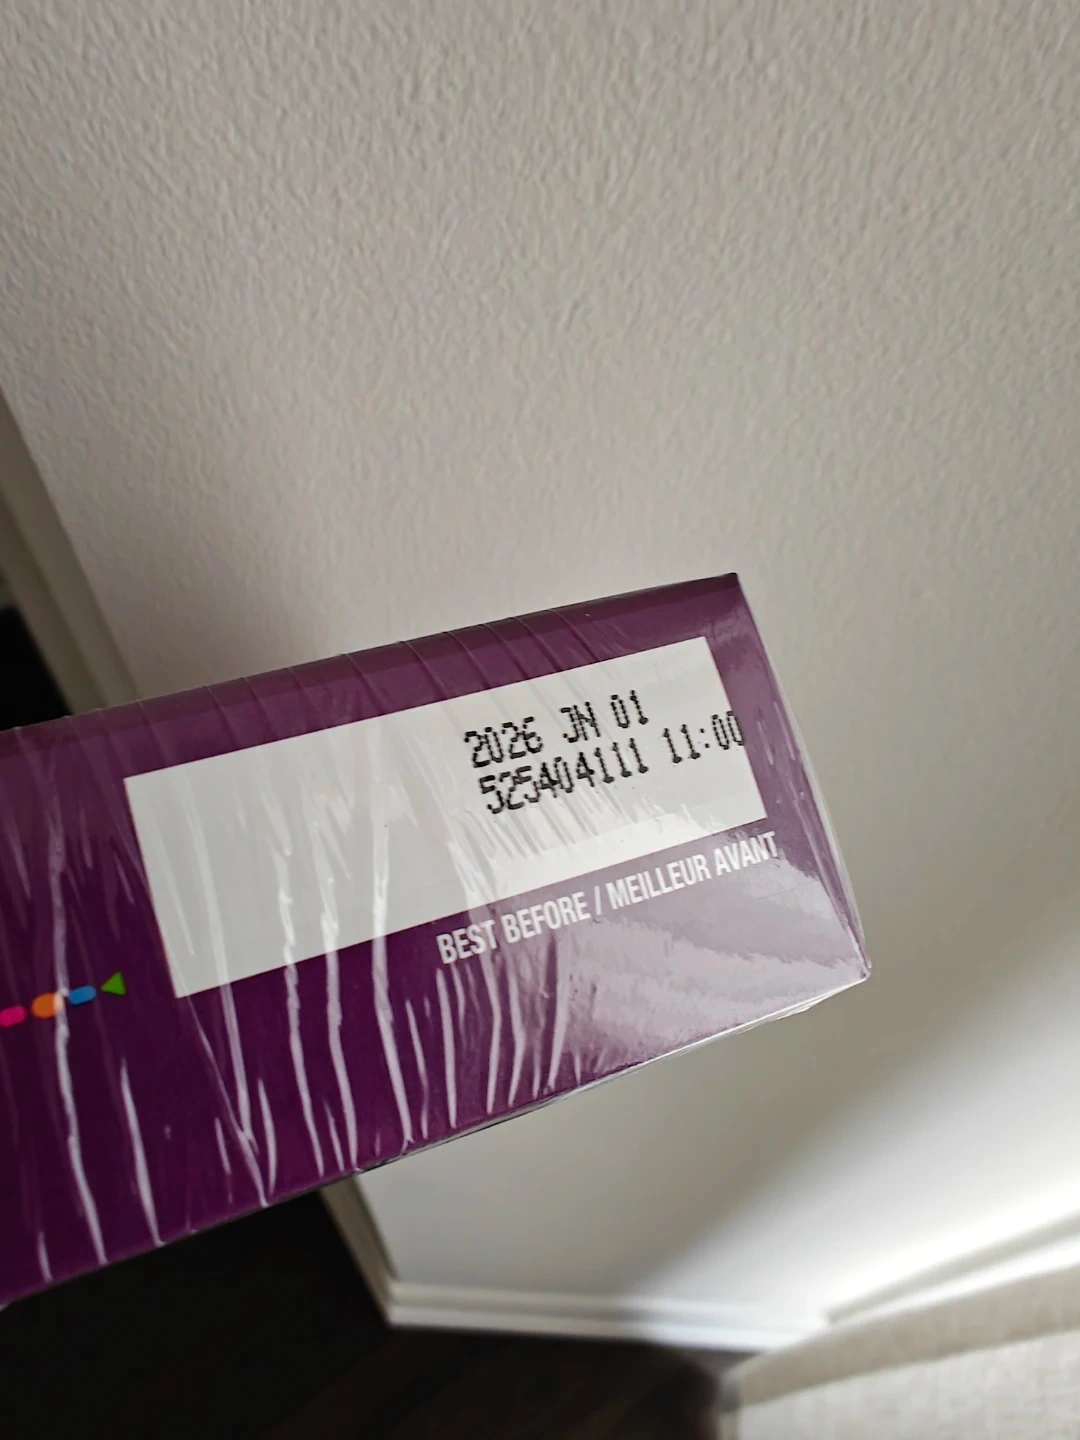 2026 JN 01
525404111 11:00
BEST BEFORE / MEILLEUR AVANT